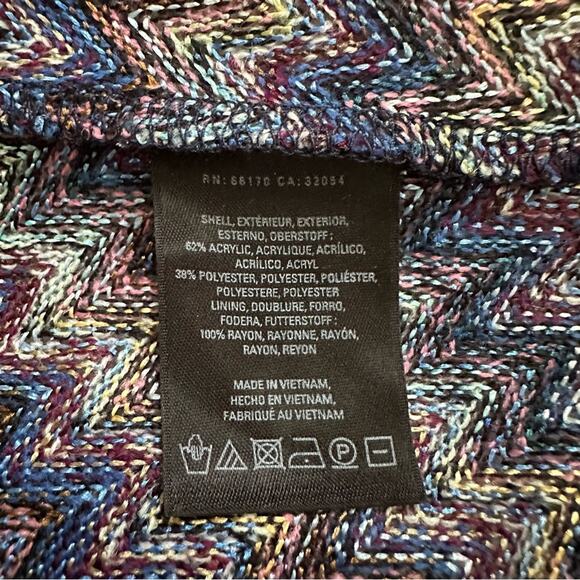 RN: 66170 CA: 32054
SHELL, EXTÉRIEUR, EXTERIOR,
ESTERNO, OBERSTOFF :
62% ACRYLIC, ACRYLIQUE, ACRÍLICO,
ACRÍLICO, ACRYL
38% POLYESTER, POLYESTER, POLIÉSTER,
POLYESTERE, POLYESTER
LINING, DOUBLURE, FORRO,
FODERA, FUTTERSTOFF :
100% RAYON, RAYONNE, RAYÓN,
RAYON, REYON
MADE IN VIETNAM,
HECHO EN VIETNAM,
FABRIQUÉ AU VIETNAM
P